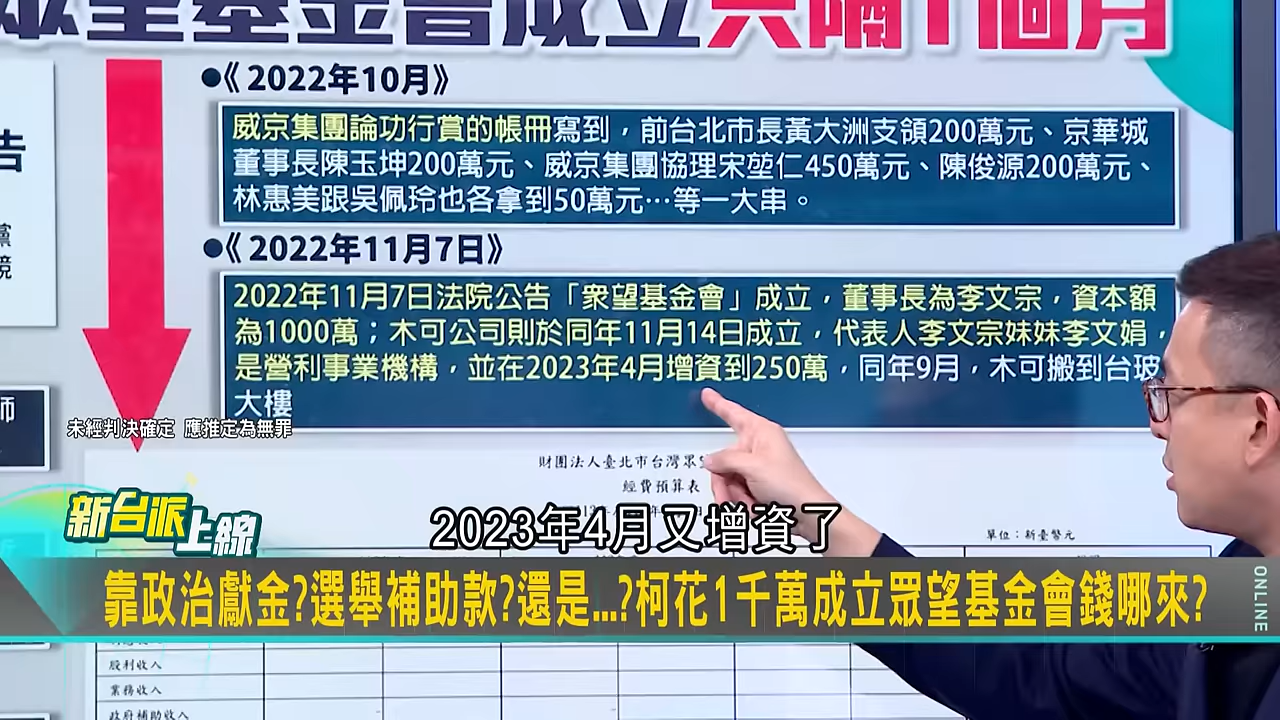 眾望基金會成立只隔1個月
●《2022年10月》
威京集團論功行賞的帳冊寫到，前台北市長黃大洲支領200萬元、京華城
董事長陳玉坤200萬元、威京集團協理宋堃仁450萬元、陳俊源200萬元、
林惠美跟吳佩玲也各拿到50萬元…等一大串。
●《2022年11月7日》
2022年11月7日法院公告「眾望基金會」成立，董事長為李文宗，資本額
為1000萬；木可公司則於同年11月14日成立，代表人李文宗妹妹李文娟，
是營利事業機構，並在2023年4月增資到250萬，同年9月，木可搬到台玻
大樓
告
黨
師
未經判決確定 應推定為無罪
財團法人臺北市台灣眾
經費預算表
單位：新臺幣元
新台派上線
2023年4月又增資了
靠政治獻金?選舉補助款?還是...?柯花1千萬成立眾望基金會錢哪來?
ONLINE
股利收入
業務收入
政府補助收入